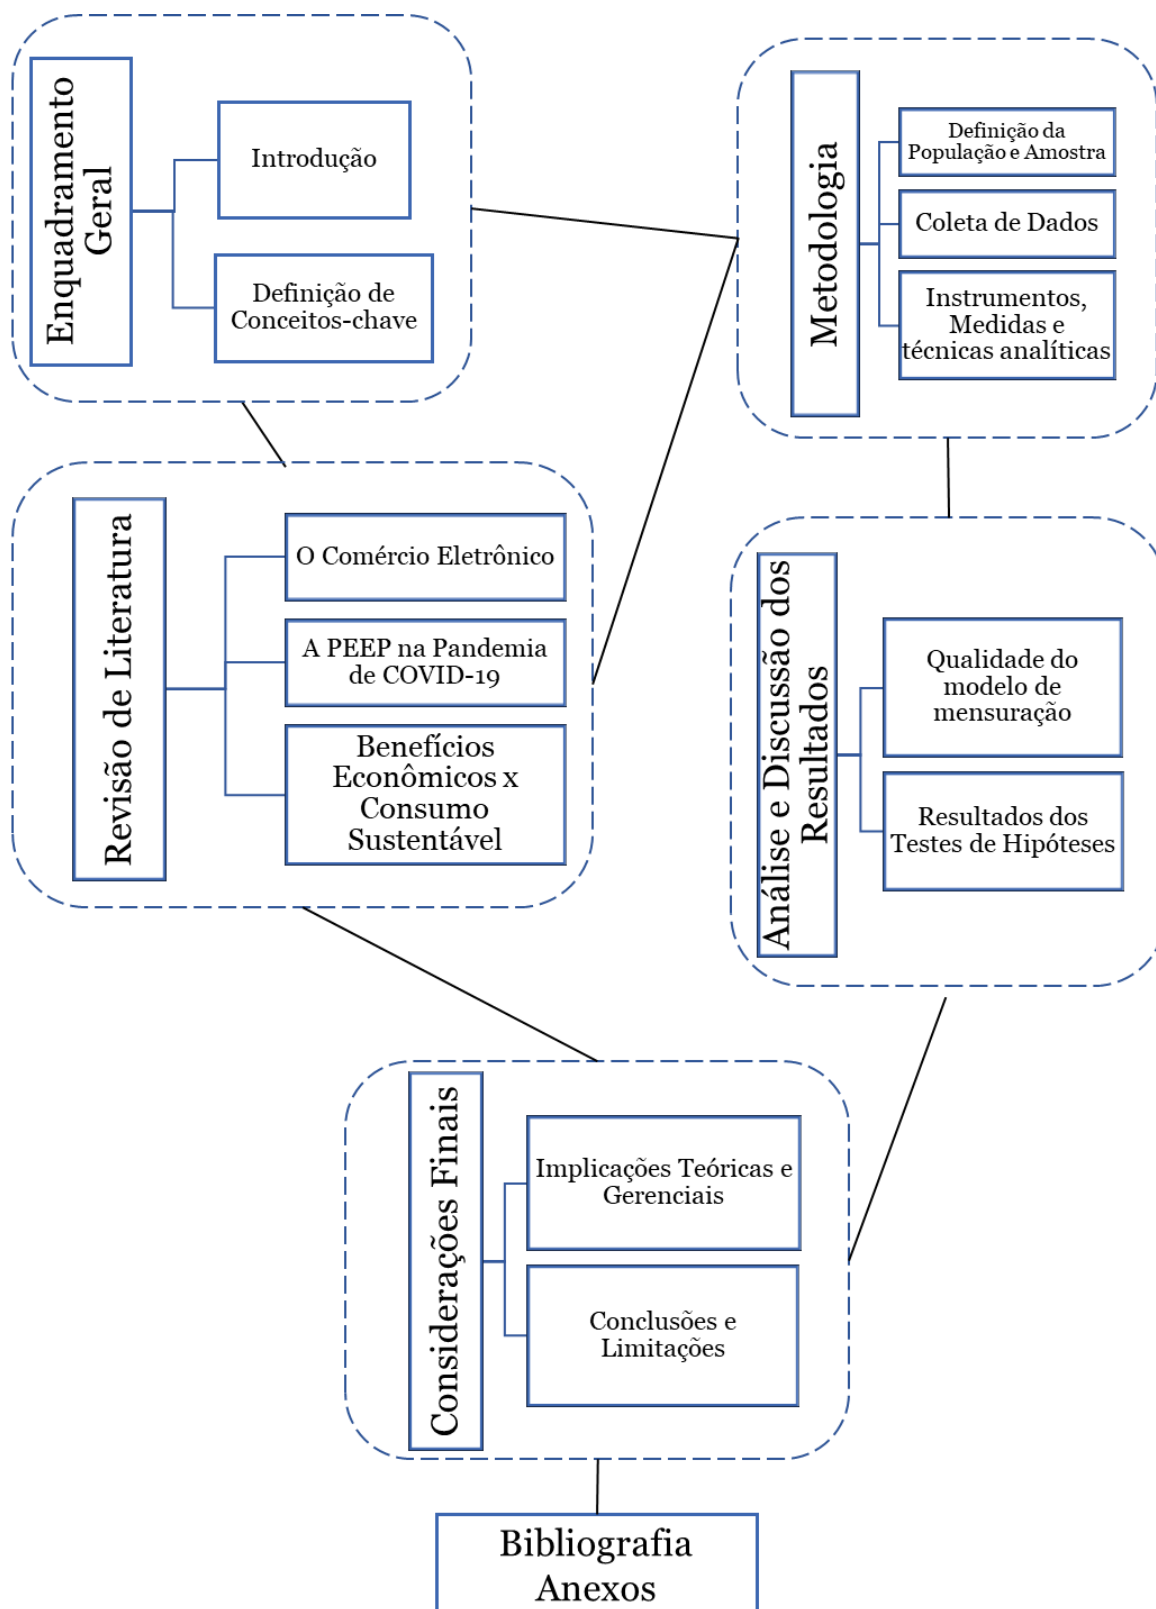 Enquadramento
Geral
Introdução
Definição de
Conceitos-chave
Metodologia
Definição da
População e Amostra
Coleta de Dados
Instrumentos,
Medidas e
técnicas analíticas
Revisão de Literatura
O Comércio Eletrônico
A PEEP na Pandemia
de COVID-19
Benefícios
Econômicos x
Consumo
Sustentável
Análise e Discussão dos
Resultados
Qualidade do
modelo de
mensuração
Resultados dos
Testes de Hipóteses
Considerações Finais
Implicações Teóricas e
Gerenciais
Conclusões e
Limitações
Bibliografia
Anexos